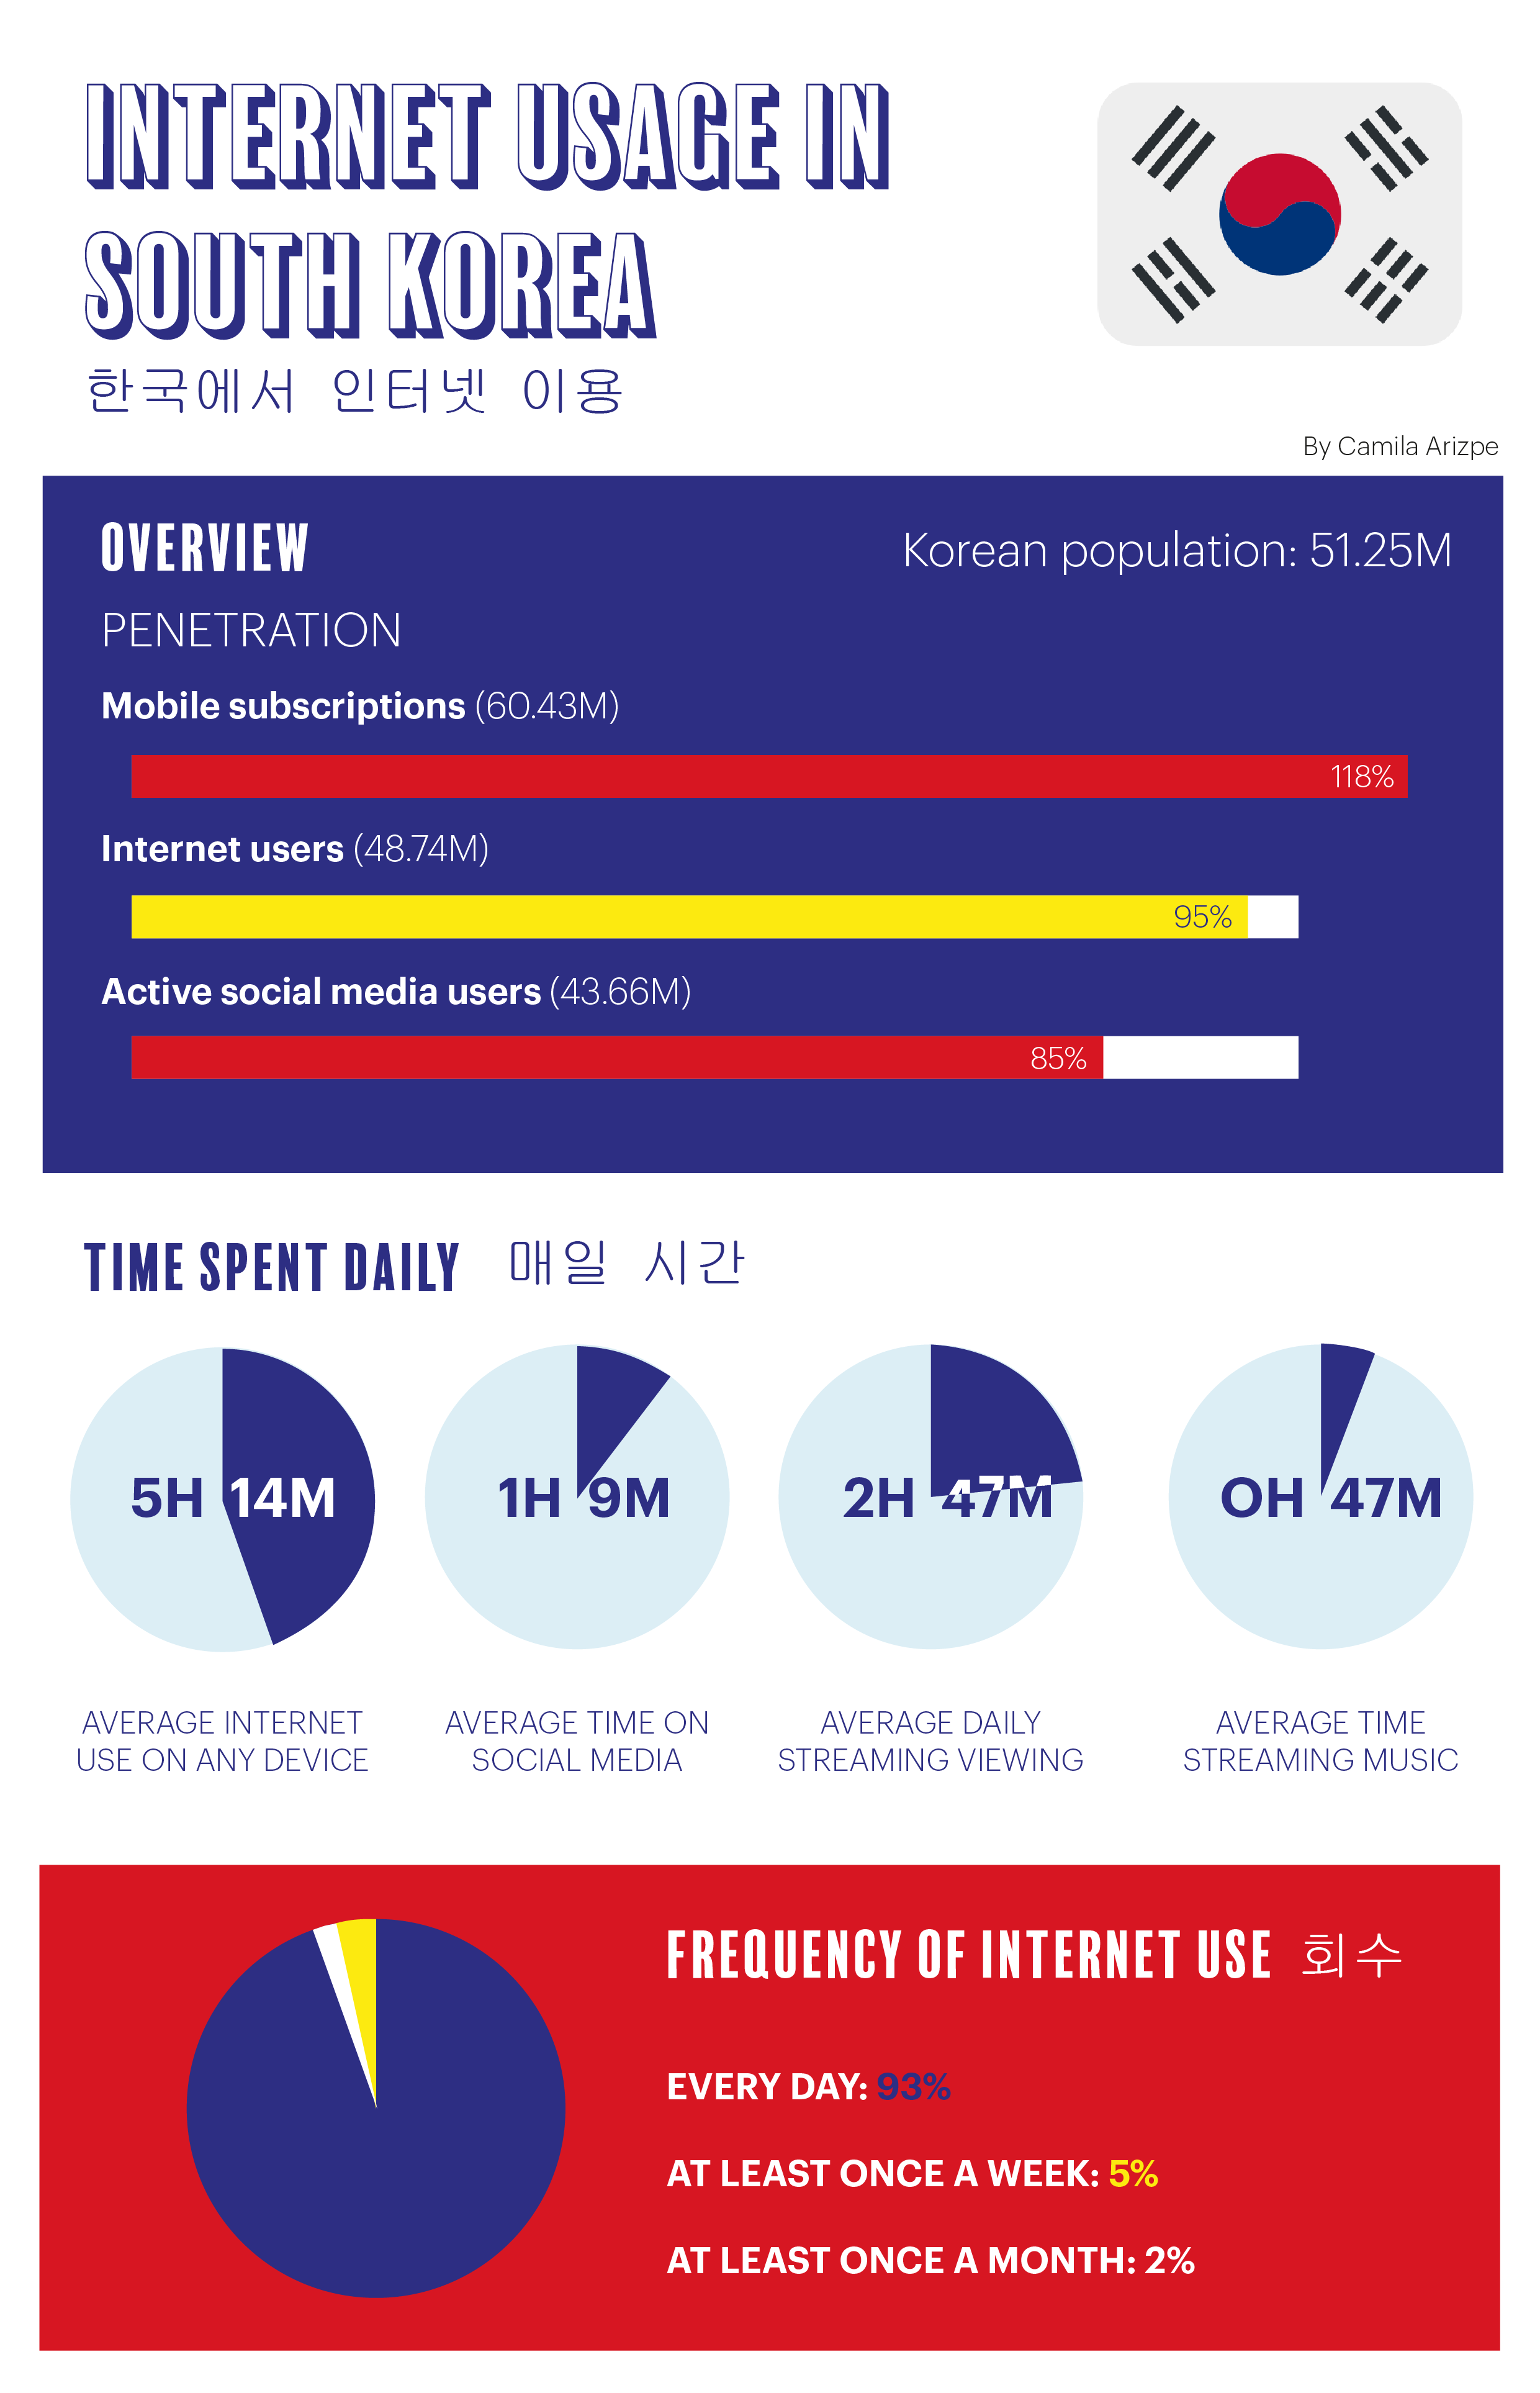 INTERNET USAGE IN
SOUTH KOREA
한국에서 인터넷 이용
By Camila Arizpe
OVERVIEW
Korean population: 51.25M
PENETRATION
Mobile subscriptions (60.43M)
118%
Internet users (48.74M)
95%
Active social media users (43.66M)
85%
TIME SPENT DAILY 매일 시간
5H 14M
1H 9M
2H 47M
OH 47M
AVERAGE INTERNET
USE ON ANY DEVICE
AVERAGE TIME ON
SOCIAL MEDIA
AVERAGE DAILY
STREAMING VIEWING
AVERAGE TIME
STREAMING MUSIC
FREQUENCY OF INTERNET USE 회수
EVERY DAY: 93%
AT LEAST ONCE A WEEK: 5%
AT LEAST ONCE A MONTH: 2%